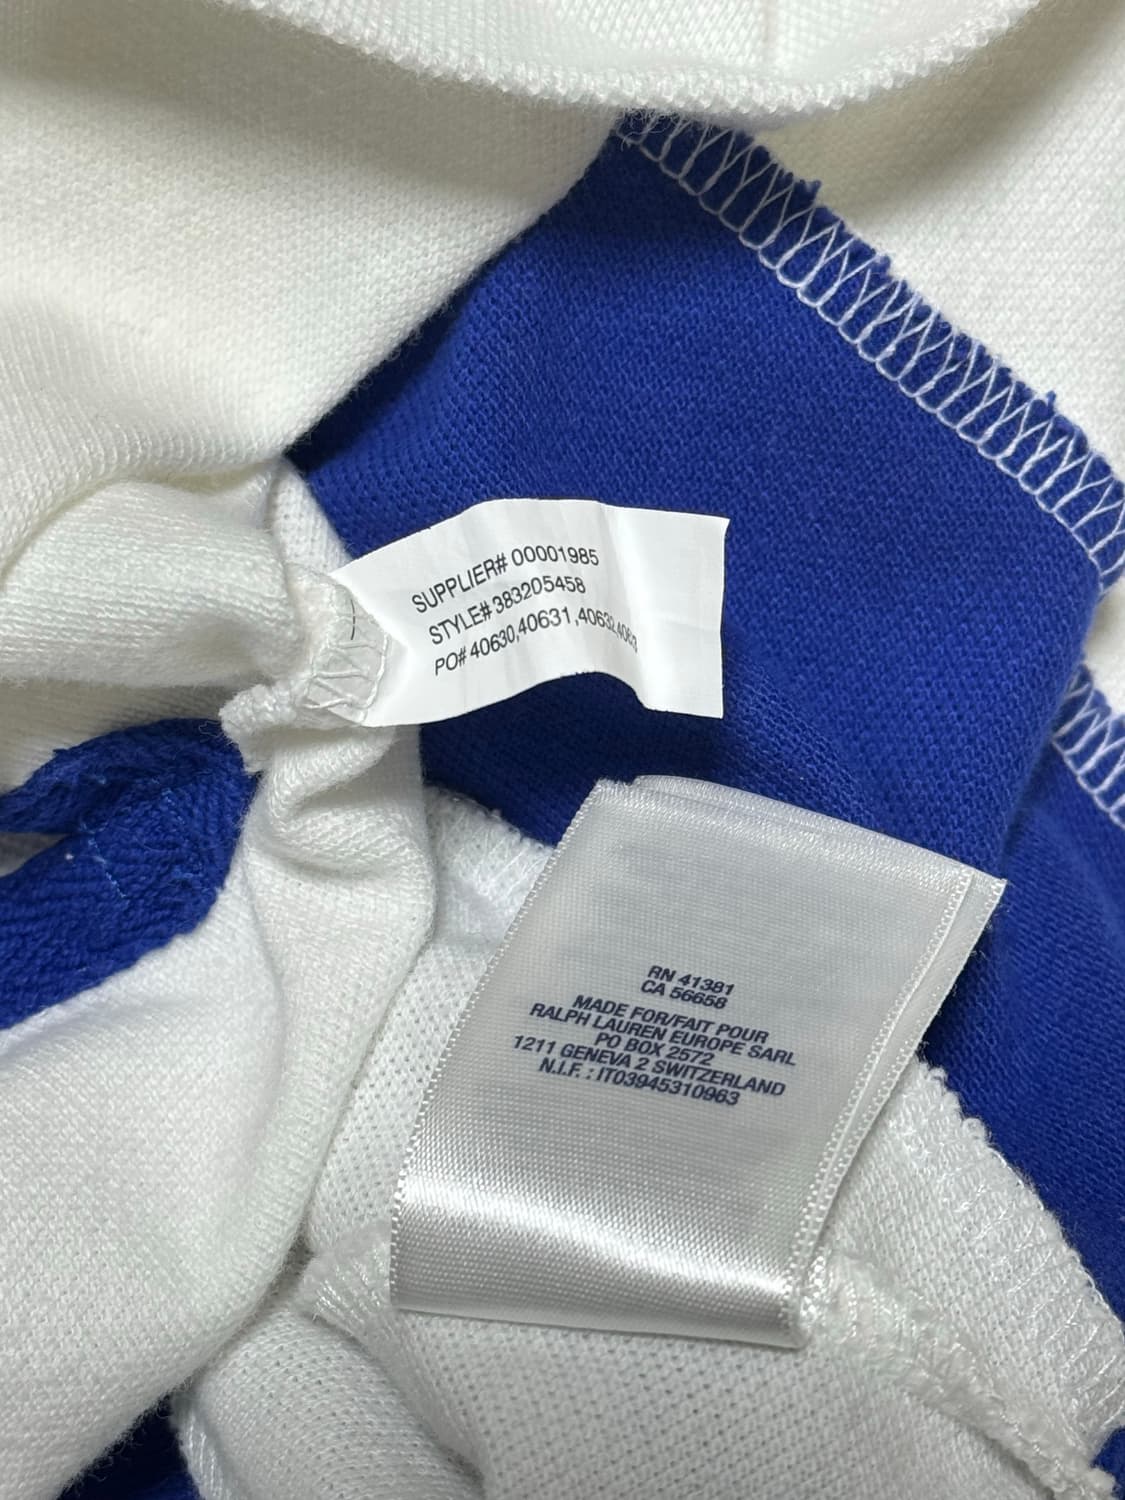 SUPPLIER# 00001985
STYLE# 383205458
PO# 40630,40631,40632,4063
RN 41381
CA 56658
MADE FOR/FAIT POUR
RALPH LAUREN EUROPE SARL
PO BOX 2572
1211 GENEVA 2 SWITZERLAND
N.I.F. : IT03945310963